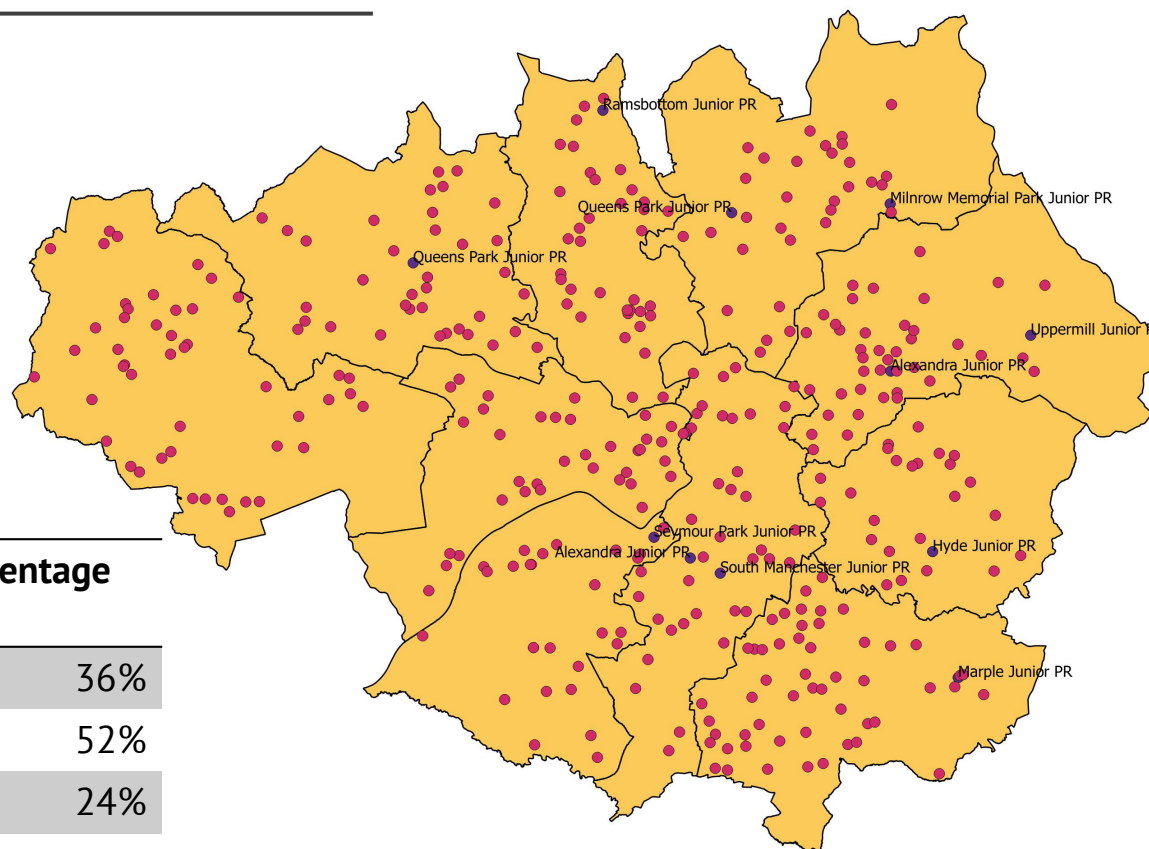 Ramsbottom Junior PR
Milnrow Memorial Park Junior PR
Queens Park Junior PR
Queens Park Junior PR
Uppermill Junior
Alexandra Junior PR
Seymour Park Junior PR
Alexandra Junior PR
Hyde Junior PR
South Manchester Junior PR
Marple Junior PR
entage
36%
52%
24%